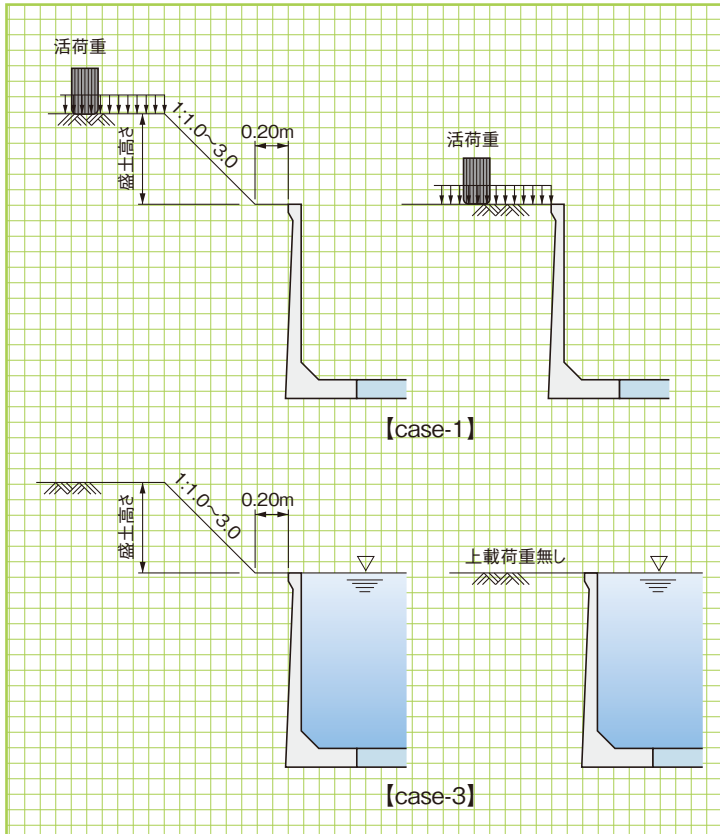 活荷重
1:1.0～3.0
0.20m
盛土高さ
活荷重
【case-1】
1:1.0～3.0
0.20m
盛土高さ
上載荷重無し
【case-3】